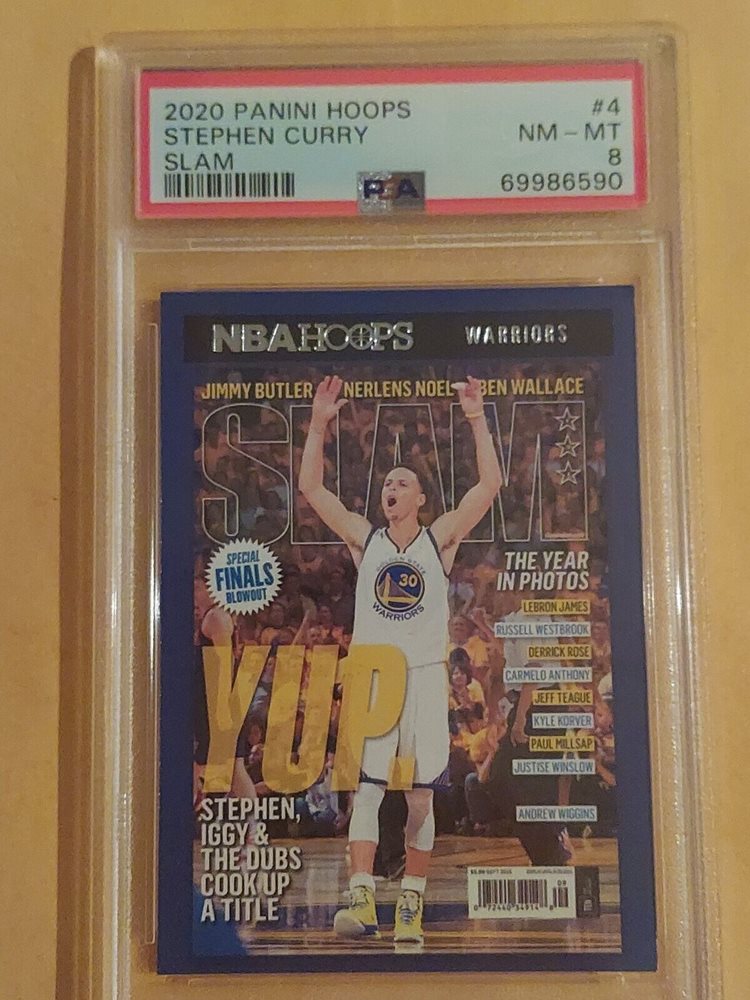 2020 PANINI HOOPS #4
STEPHEN CURRY NM - MT
SLAM 8
PSA 69986590
NBA HOOPS WARRIORS
JIMMY BUTLER NERLENS NOEL BEN WALLACE
SLAM
SPECIAL
FINALS
BLOWOUT
THE YEAR
IN PHOTOS
LEBRON JAMES
RUSSELL WESTBROOK
DERRICK ROSE
CARMELO ANTHONY
JEFF TEAGUE
KYLE KORVER
PAUL MILLSAP
JUSTISE WINSLOW
ANDREW WIGGINS
GOLDEN STATE
30
WARRIORS
YUP.
STEPHEN,
IGGY &
THE DUBS
COOK UP
A TITLE
09